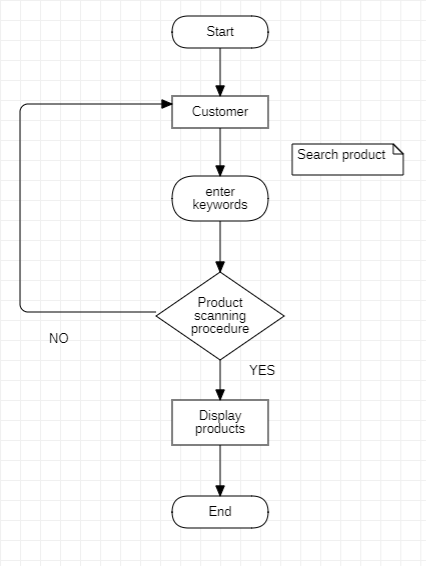 Start
Customer
Search product
enter
keywords
Product
scanning
procedure
NO
YES
Display
products
End